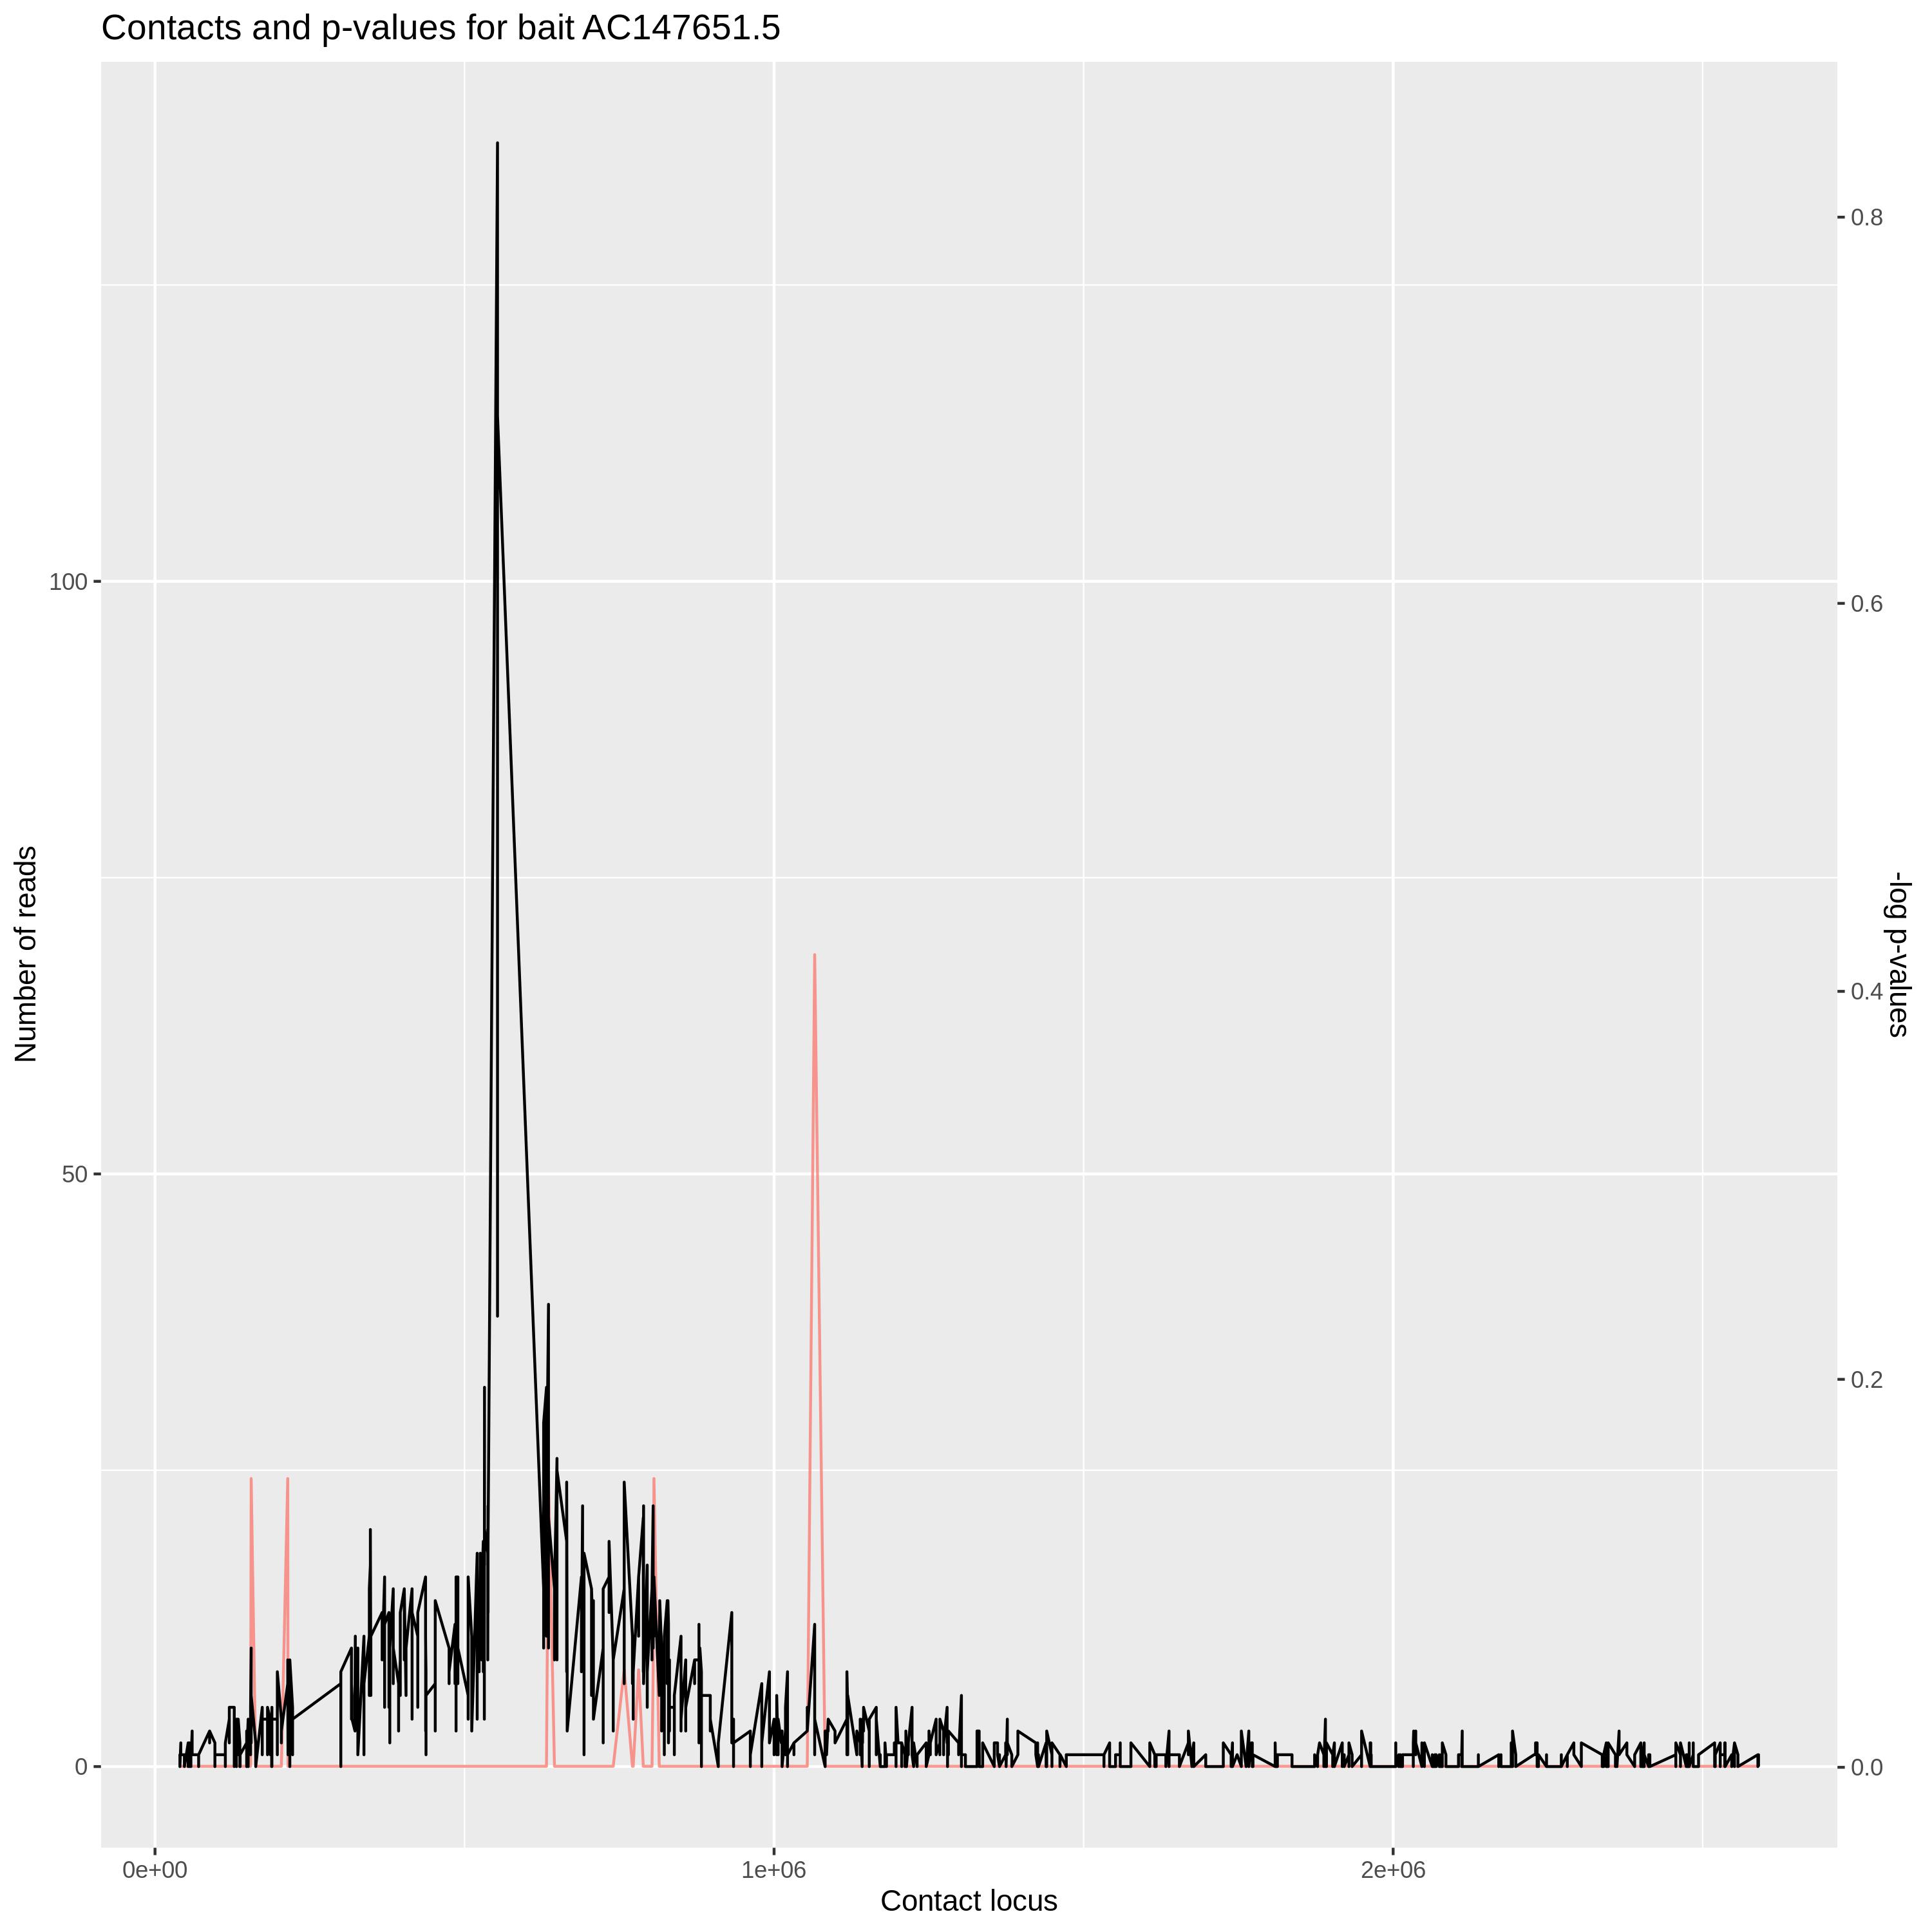 Contacts and p-values for bait AC147651.5
100
50
0
Number of reads
0.8
0.6
0.4
0.2
0.0
-log p-values
0e+00
1e+06
2e+06
Contact locus